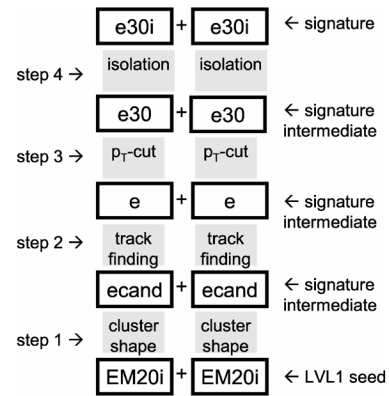 e30i + e30i ← signature
step 4 → isolation isolation
e30 + e30 ← signature
intermediate
step 3 → pT-cut pT-cut
e + e ← signature
intermediate
step 2 → track track
finding finding
ecand + ecand ← signature
intermediate
step 1 → cluster cluster
shape shape
EM20i + EM20i ← LVL1 seed